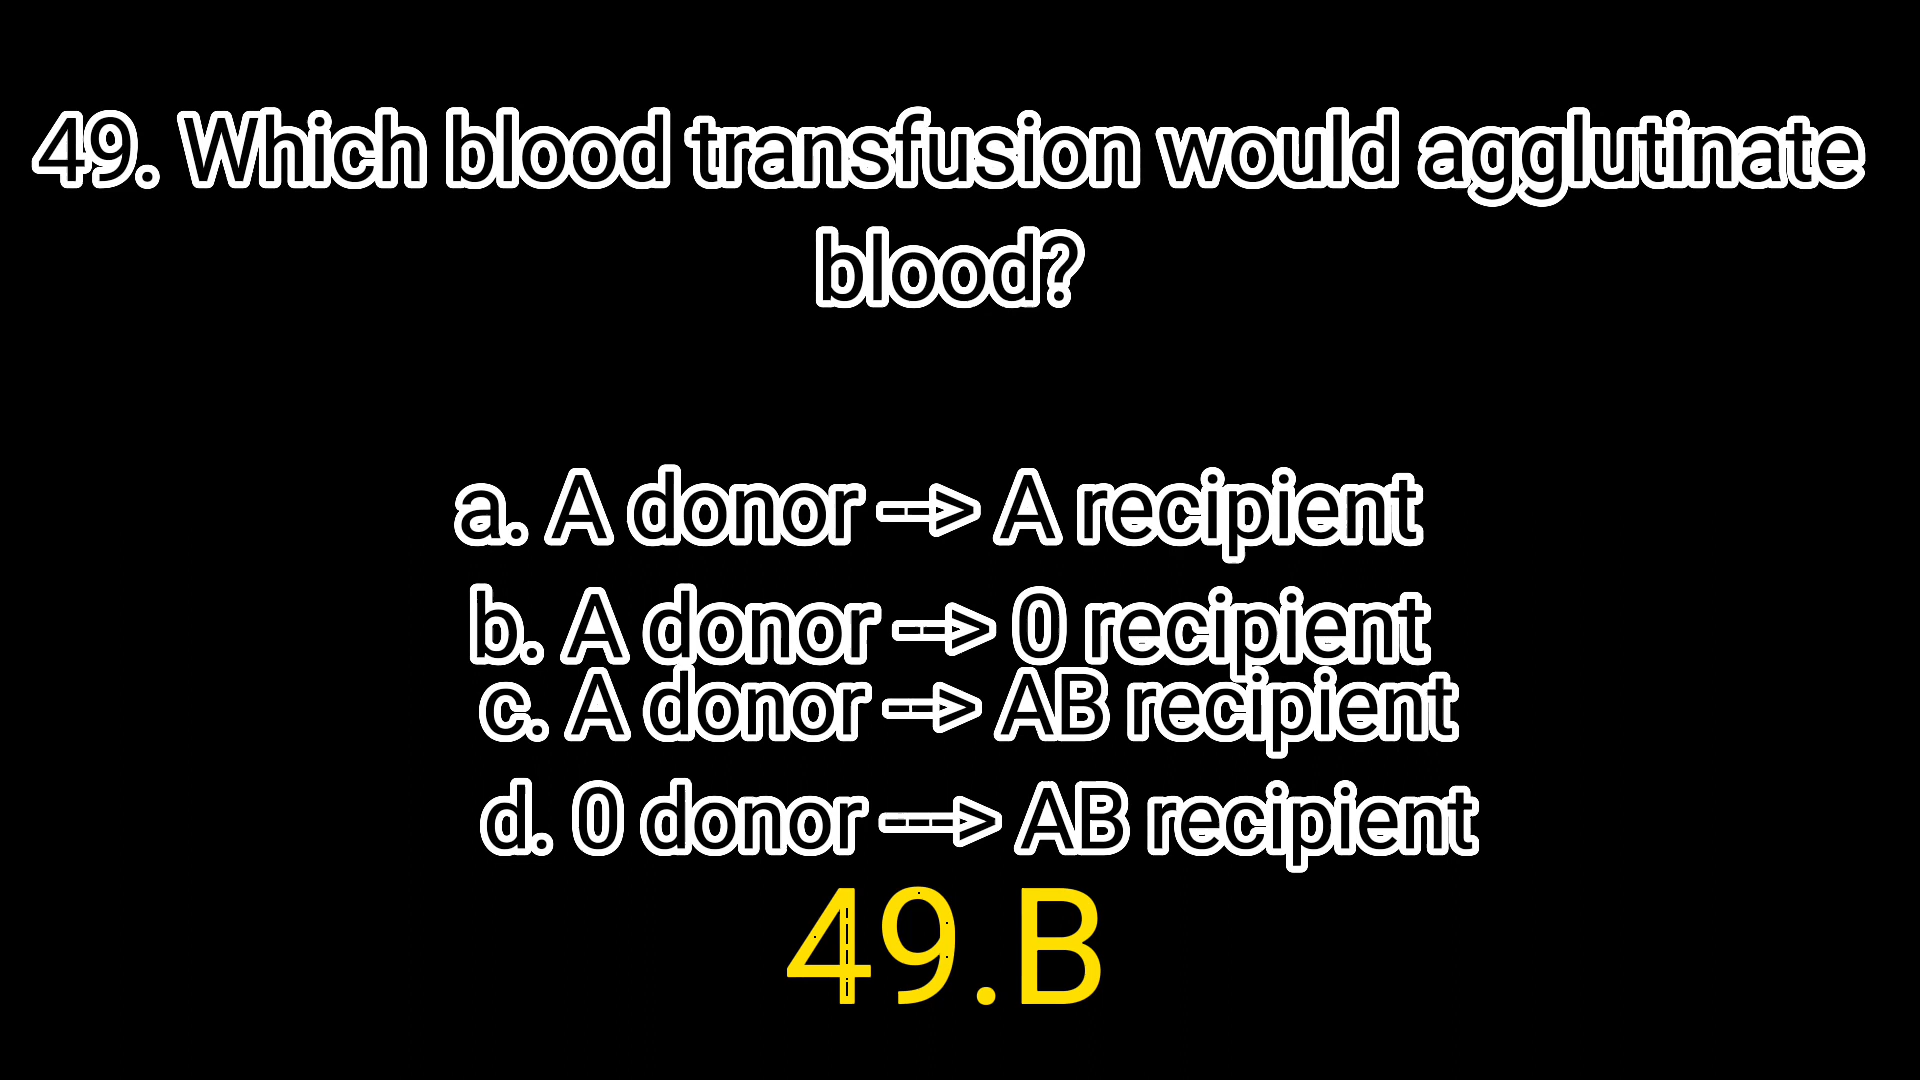 49. Which blood transfusion would agglutinate
blood?
a. A donor --> A recipient
b. A donor --> 0 recipient
c. A donor --> AB recipient
d. 0 donor ---> AB recipient
49.B